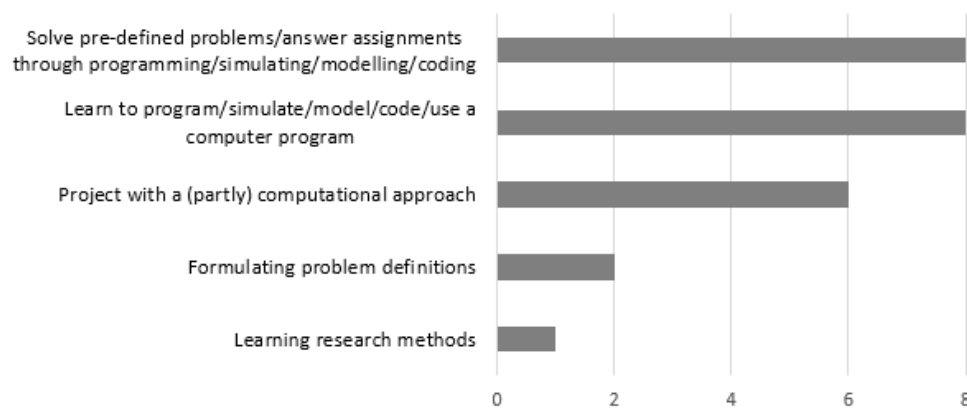 Solve pre-defined problems/answer assignments
through programming/simulating/modelling/coding
Learn to program/simulate/model/code/use a
computer program
Project with a (partly) computational approach
Formulating problem definitions
Learning research methods
0 2 4 6 8